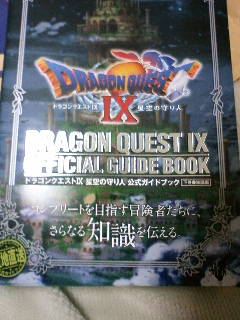 DRAGON QUEST
ドラゴンクエストIX 星空の守り人
IX
DRAGON QUEST IX
OFFICIAL GUIDE BOOK
ドラゴンクエストIX 星空の守り人 公式ガイドブック
コンプリートを目指す冒険者たちに、
さらなる知識を伝える。